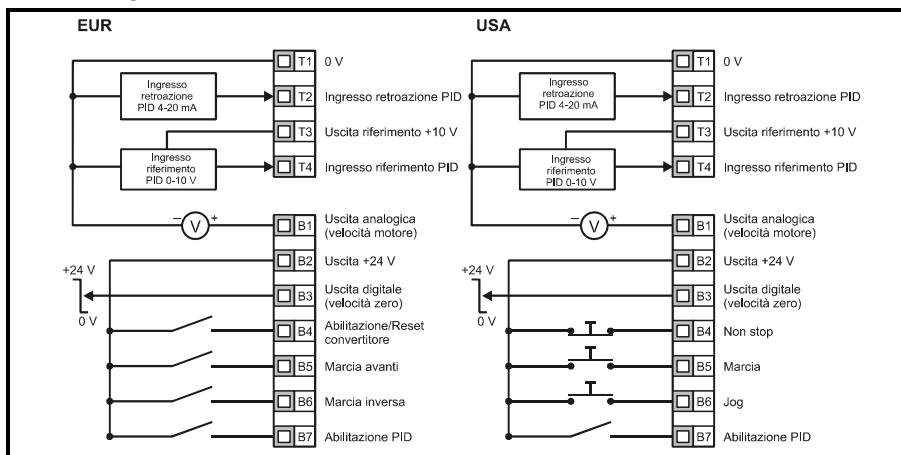 EUR
T1 0 V
Ingresso
retroazione
PID 4-20 mA
T2 Ingresso retroazione PID
T3 Uscita riferimento +10 V
Ingresso
riferimento
PID 0-10 V
T4 Ingresso riferimento PID
– V +
B1 Uscita analogica
(velocità motore)
B2 Uscita +24 V
+24 V
0 V
B3 Uscita digitale
(velocità zero)
B4 Abilitazione/Reset
convertitore
B5 Marcia avanti
B6 Marcia inversa
B7 Abilitazione PID
USA
T1 0 V
Ingresso
retroazione
PID 4-20 mA
T2 Ingresso retroazione PID
T3 Uscita riferimento +10 V
Ingresso
riferimento
PID 0-10 V
T4 Ingresso riferimento PID
– V +
B1 Uscita analogica
(velocità motore)
B2 Uscita +24 V
+24 V
0 V
B3 Uscita digitale
(velocità zero)
B4 Non stop
B5 Marcia
B6 Jog
B7 Abilitazione PID